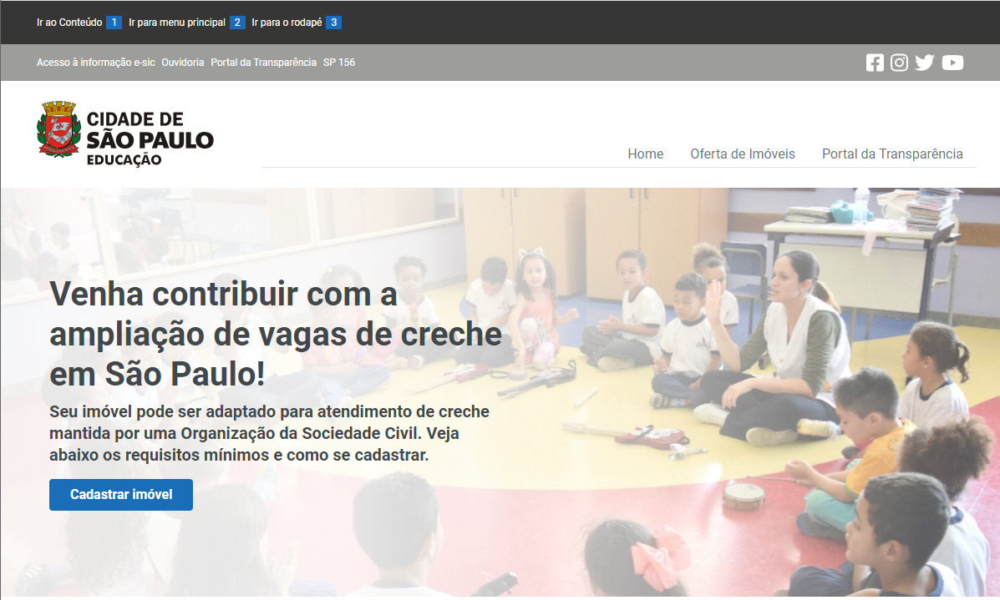 Ir ao Conteúdo 1 Ir para menu principal 2 Ir para o rodapé 3
Acesso à informação e-sic Ouvidoria Portal da Transparência SP 156
CIDADE DE
SÃO PAULO
EDUCAÇÃO
Home Oferta de Imóveis Portal da Transparência
Venha contribuir com a
ampliação de vagas de creche
em São Paulo!
Seu imóvel pode ser adaptado para atendimento de creche
mantida por uma Organização da Sociedade Civil. Veja
abaixo os requisitos mínimos e como se cadastrar.
Cadastrar imóvel